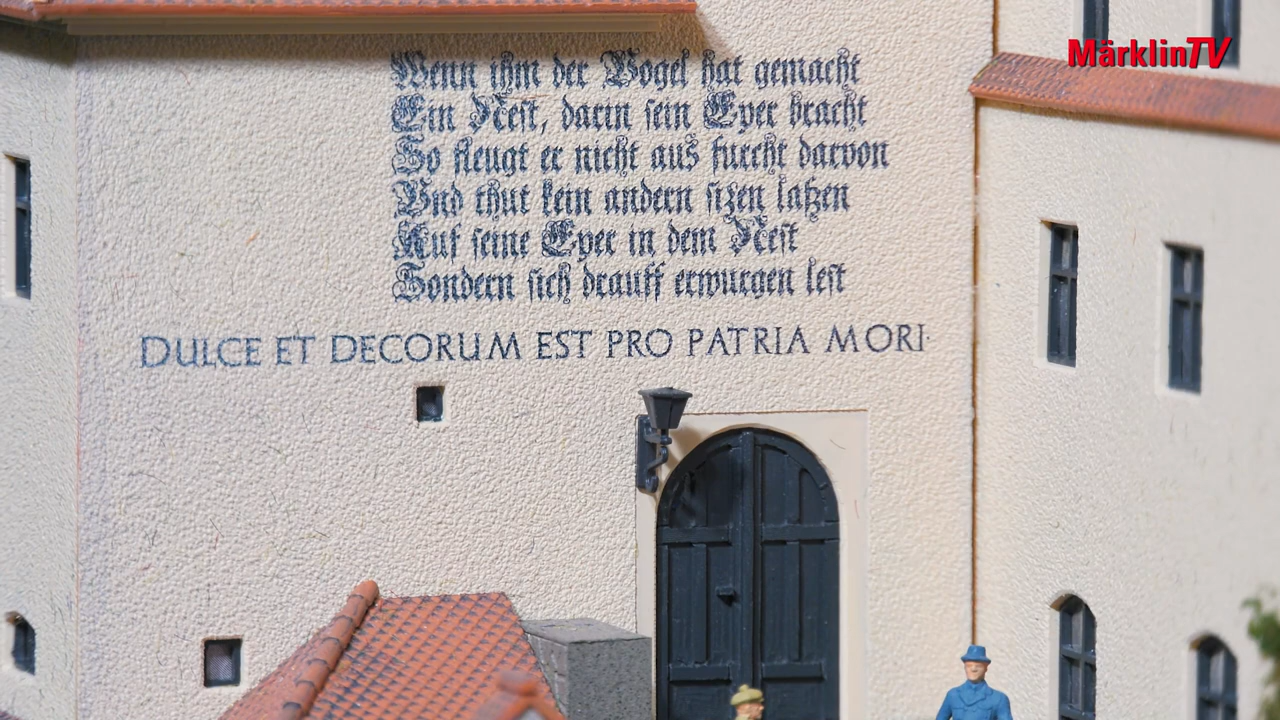 MärklinTV
Wenn ihm der Vogel hat gemacht
Ein Nest, darin sein Eyer bracht
So fleugt er nicht aus furcht darvon
Vnd thut kein andern sizen laßen
Auf seine Eyer in dem Nest
Sondern sich drauff erwurgen lest
DULCE ET DECORUM EST PRO PATRIA MORI